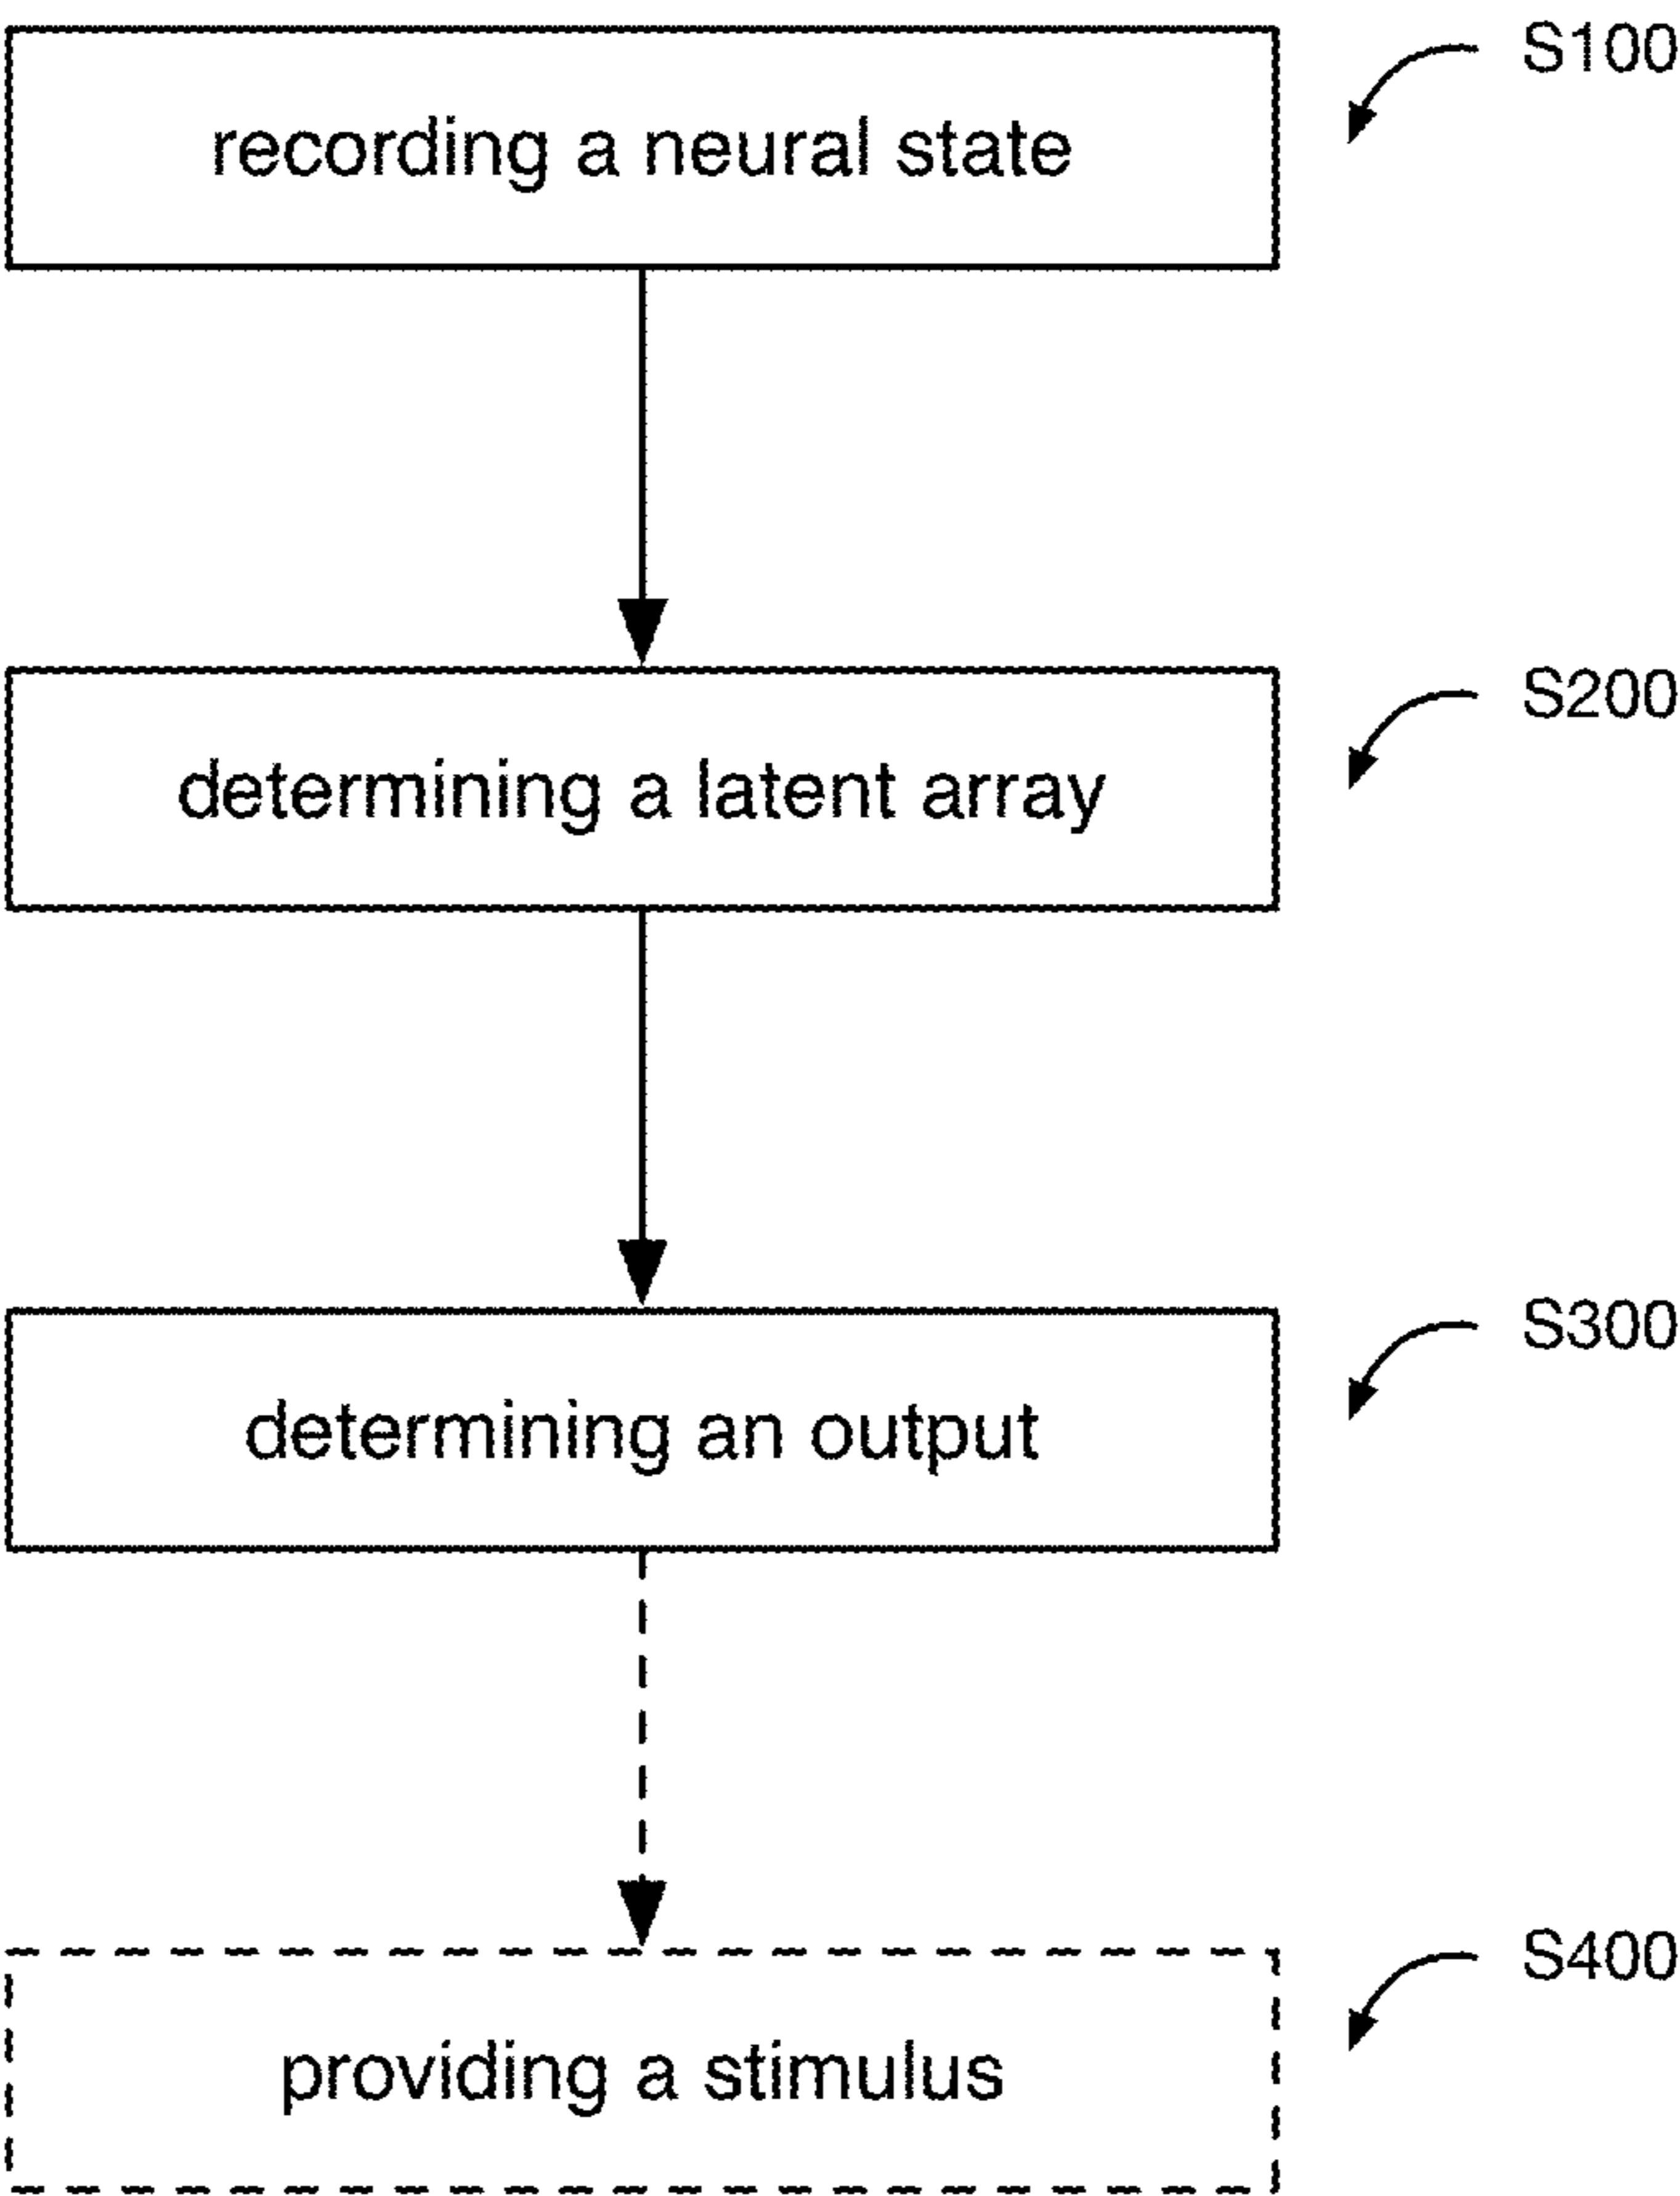 S100
recording a neural state
S200
determining a latent array
S300
determining an output
S400
providing a stimulus